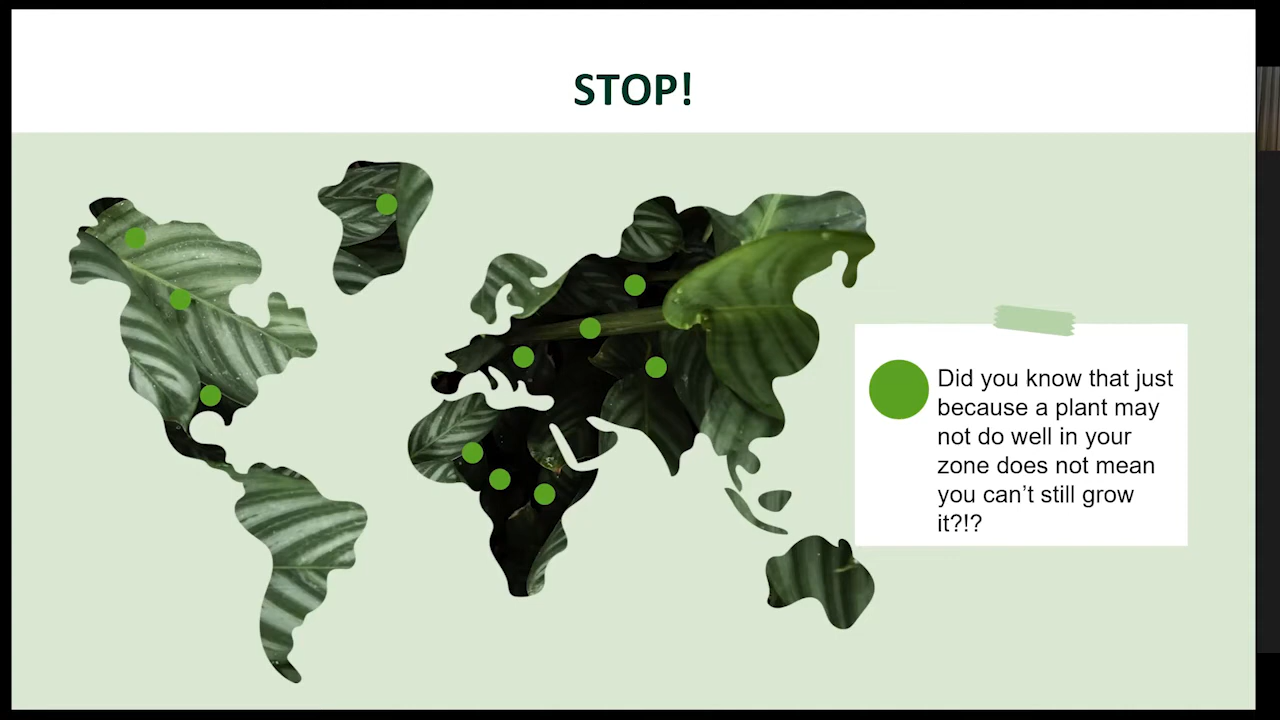 STOP!
Did you know that just
because a plant may
not do well in your
zone does not mean
you can’t still grow
it?!?